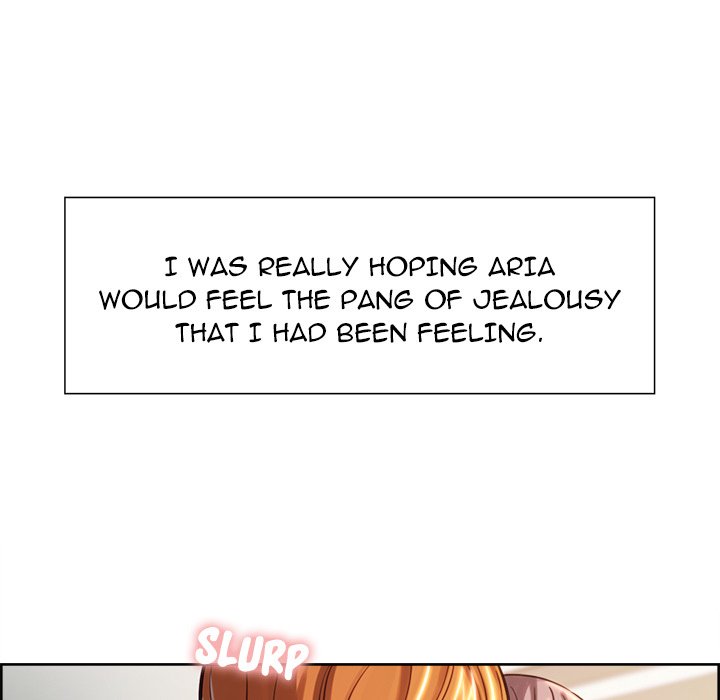 I WAS REALLY HOPING ARIA
WOULD FEEL THE PANG OF JEALOUSY
THAT I HAD BEEN FEELING.
SLURP